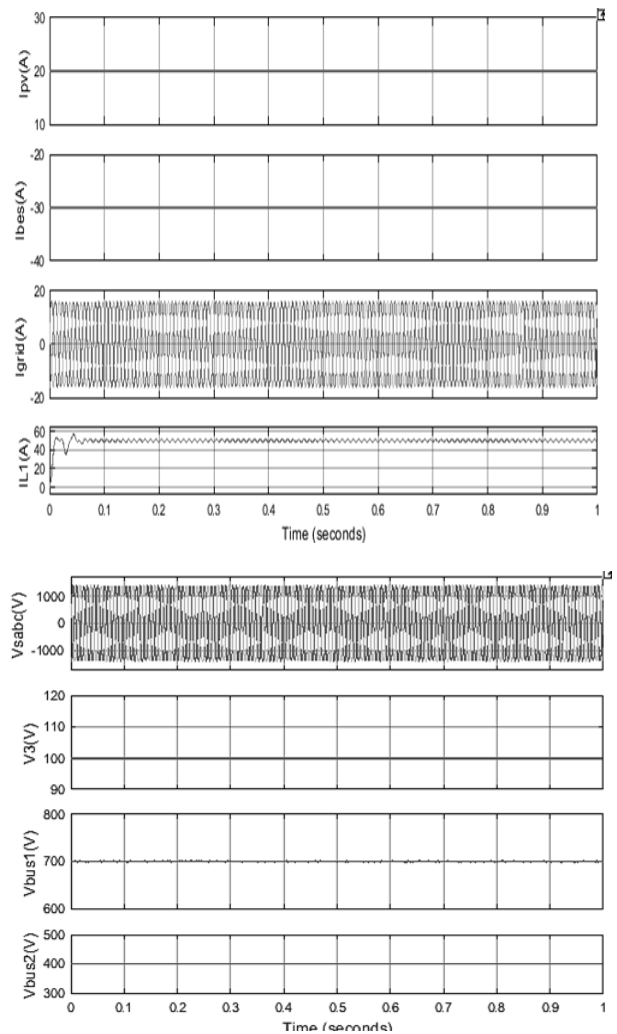 30
20
10
Ipv(A)
-20
-30
-40
Ibes(A)
20
0
-20
Igrid(A)
60
40
20
0
IL1(A)
0 0.1 0.2 0.3 0.4 0.5 0.6 0.7 0.8 0.9 1
Time (seconds)
1000
0
-1000
Vsabc(V)
120
110
100
90
V3(V)
800
700
600
Vbus1(V)
500
400
300
Vbus2(V)
0 0.1 0.2 0.3 0.4 0.5 0.6 0.7 0.8 0.9 1
Time (seconds)